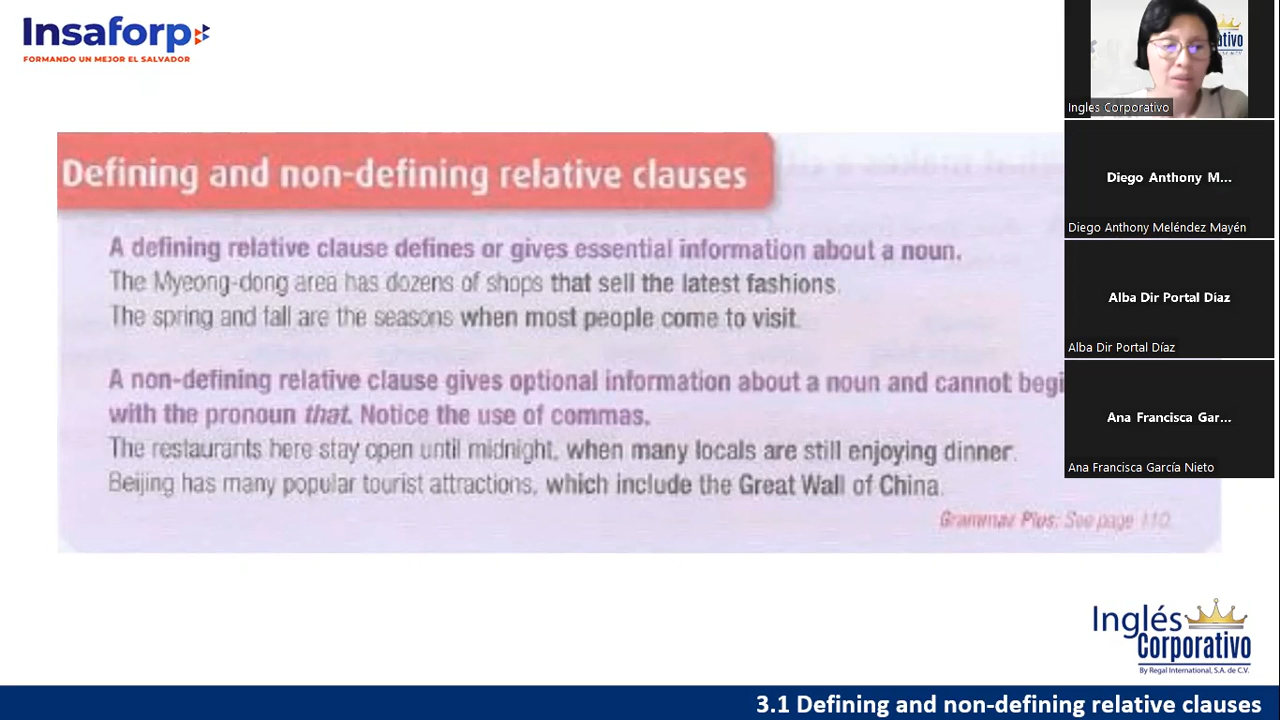 Insaforp
FORMANDO UN MEJOR EL SALVADOR
Defining and non-defining relative clauses
A defining relative clause defines or gives essential information about a noun.
The Myeong-dong area has dozens of shops that sell the latest fashions.
The spring and fall are the seasons when most people come to visit.
A non-defining relative clause gives optional information about a noun and cannot begi
with the pronoun that. Notice the use of commas.
The restaurants here stay open until midnight, when many locals are still enjoying dinner.
Beijing has many popular tourist attractions, which include the Great Wall of China.
Grammar Plus: See page 110.
ativo
Ingles Corporativo
Diego Anthony M...
Diego Anthony Meléndez Mayén
Alba Dir Portal Díaz
Alba Dir Portal Díaz
Ana Francisca Gar...
Ana Francisca García Nieto
Inglés
Corporativo
By Regal International, S.A. de C.V.
3.1 Defining and non-defining relative clauses